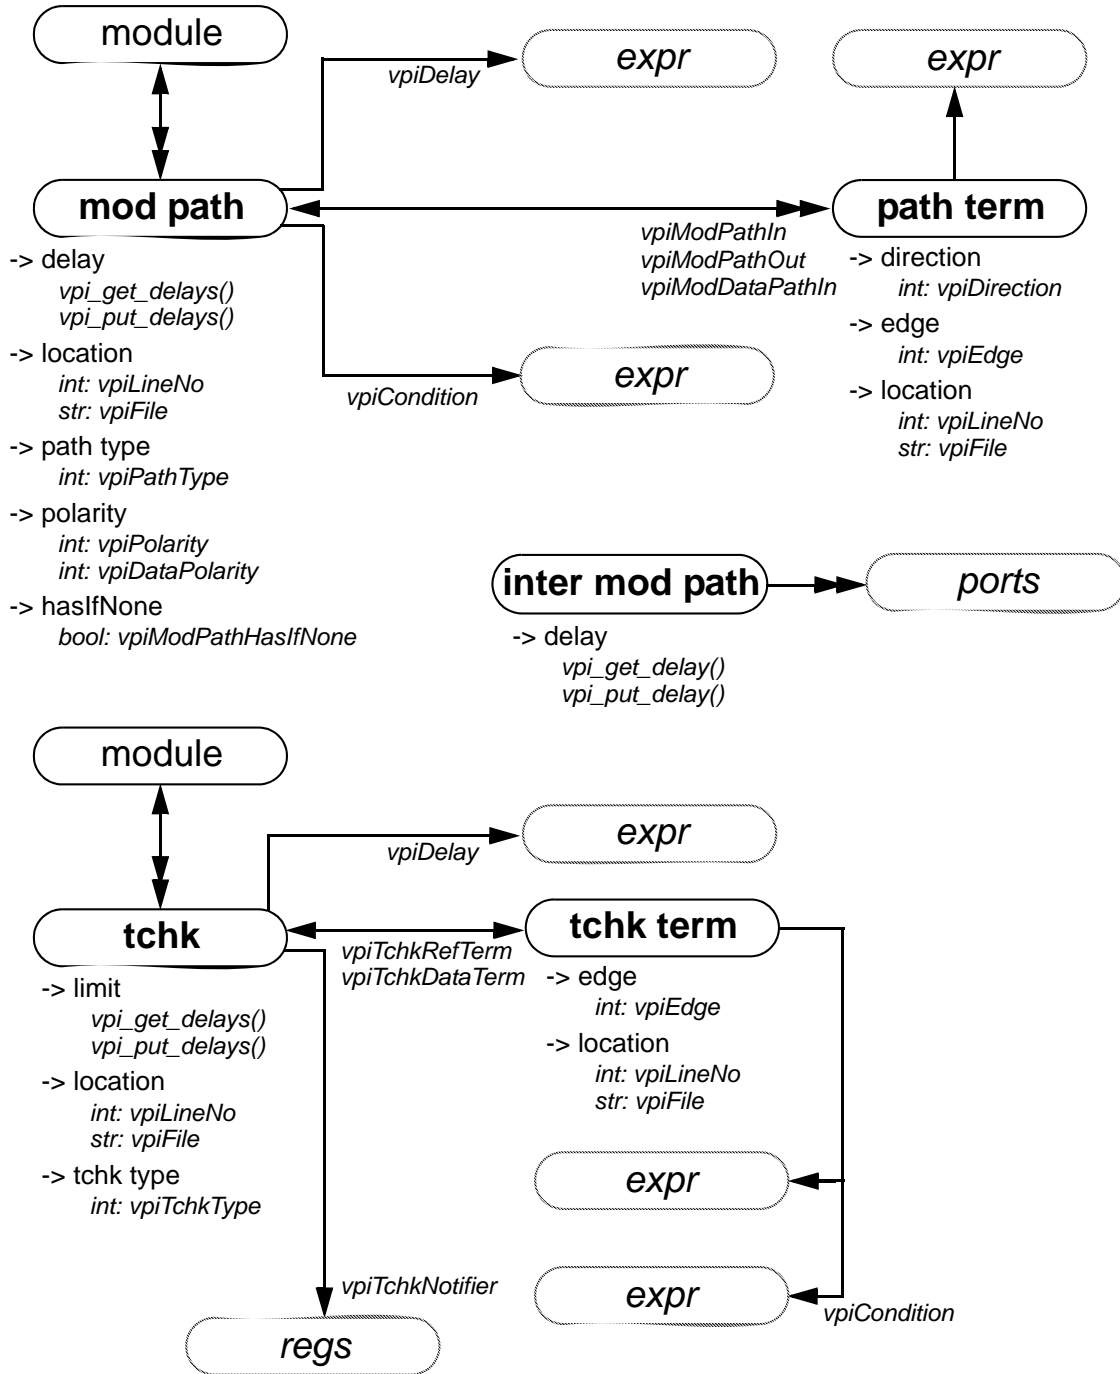 module
vpiDelay
expr
expr
mod path
path term
vpiModPathIn
vpiModPathOut
vpiModDataPathIn
-> delay
vpi_get_delays()
vpi_put_delays()
-> location
int: vpiLineNo
str: vpiFile
-> path type
int: vpiPathType
-> polarity
int: vpiPolarity
int: vpiDataPolarity
-> hasIfNone
bool: vpiModPathHasIfNone
-> direction
int: vpiDirection
-> edge
int: vpiEdge
-> location
int: vpiLineNo
str: vpiFile
vpiCondition
expr
inter mod path
ports
-> delay
vpi_get_delay()
vpi_put_delay()
module
vpiDelay
expr
tchk
vpiTchkRefTerm
vpiTchkDataTerm
tchk term
-> limit
vpi_get_delays()
vpi_put_delays()
-> location
int: vpiLineNo
str: vpiFile
-> tchk type
int: vpiTchkType
-> edge
int: vpiEdge
-> location
int: vpiLineNo
str: vpiFile
expr
vpiTchkNotifier
expr
vpiCondition
regs